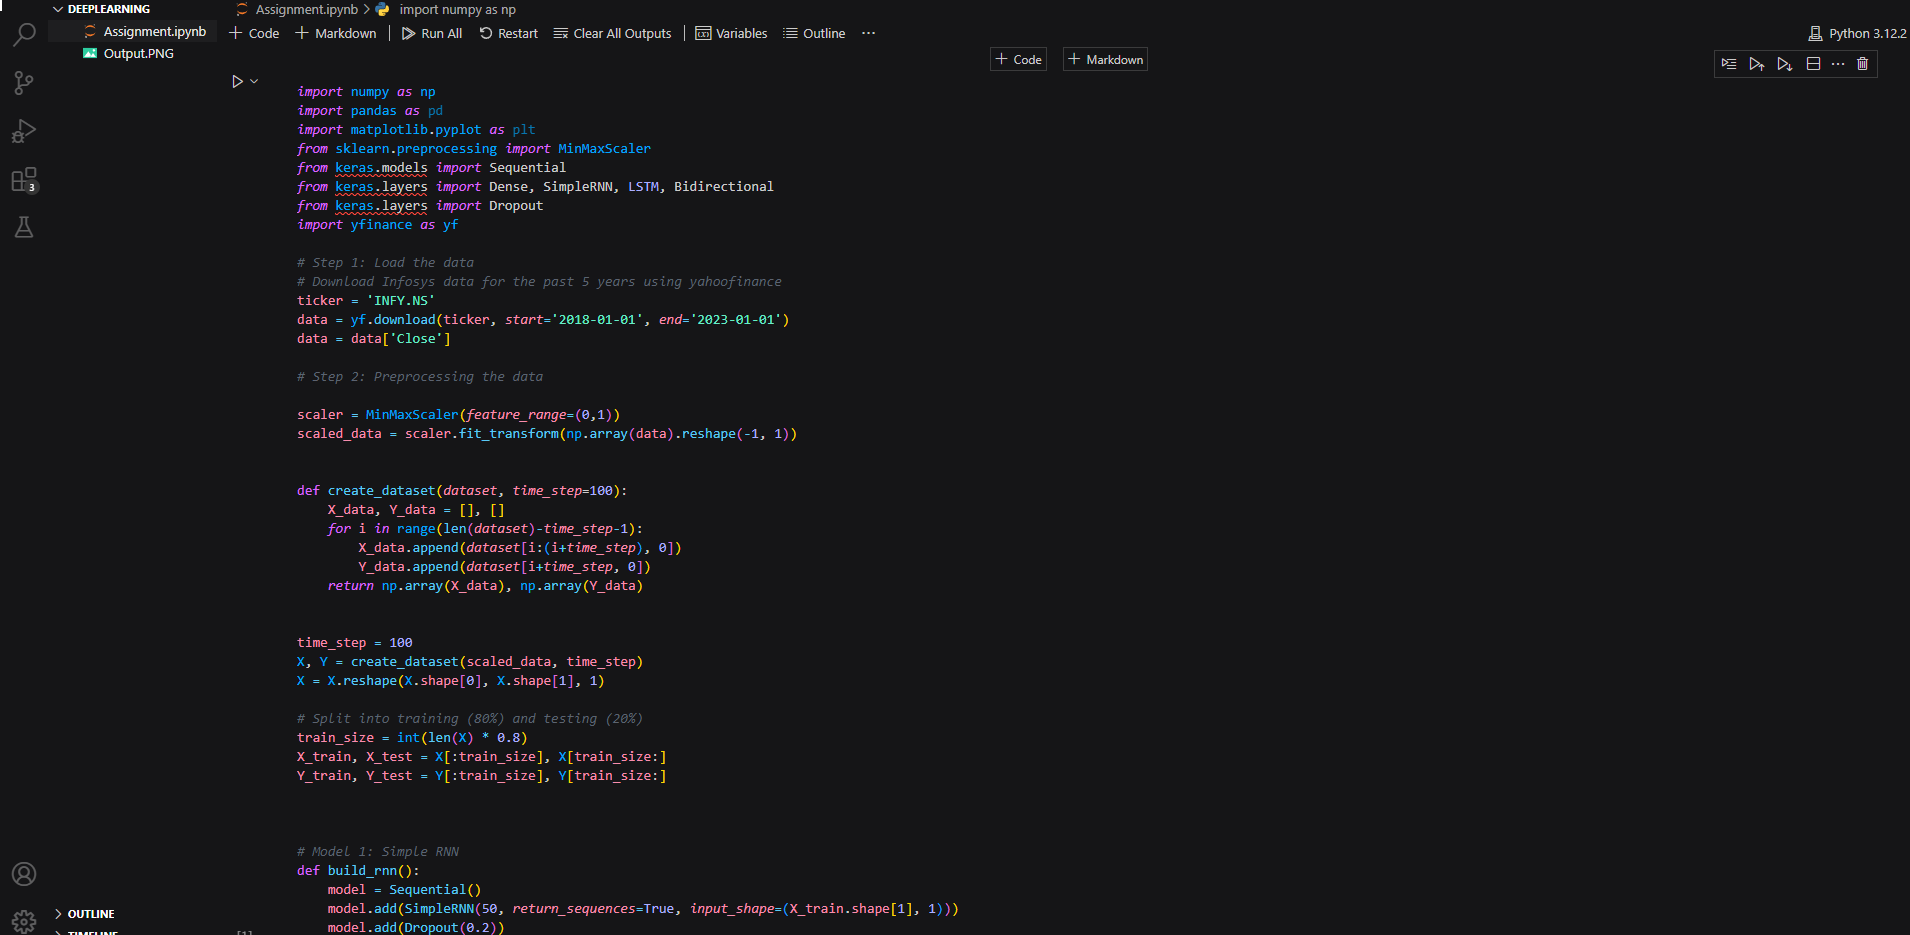 DEEPLEARNING
Assignment.ipynb
Output.PNG
OUTLINE
TIMELINE
3
Assignment.ipynb > import numpy as np
+ Code + Markdown | Run All Restart Clear All Outputs | Variables Outline ...
Python 3.12.2
+ Code + Markdown
import numpy as np
import pandas as pd
import matplotlib.pyplot as plt
from sklearn.preprocessing import MinMaxScaler
from keras.models import Sequential
from keras.layers import Dense, SimpleRNN, LSTM, Bidirectional
from keras.layers import Dropout
import yfinance as yf
# Step 1: Load the data
# Download Infosys data for the past 5 years using yahoofinance
ticker = 'INFY.NS'
data = yf.download(ticker, start='2018-01-01', end='2023-01-01')
data = data['Close']
# Step 2: Preprocessing the data
scaler = MinMaxScaler(feature_range=(0,1))
scaled_data = scaler.fit_transform(np.array(data).reshape(-1, 1))
def create_dataset(dataset, time_step=100):
    X_data, Y_data = [], []
    for i in range(len(dataset)-time_step-1):
        X_data.append(dataset[i:(i+time_step), 0])
        Y_data.append(dataset[i+time_step, 0])
    return np.array(X_data), np.array(Y_data)
time_step = 100
X, Y = create_dataset(scaled_data, time_step)
X = X.reshape(X.shape[0], X.shape[1], 1)
# Split into training (80%) and testing (20%)
train_size = int(len(X) * 0.8)
X_train, X_test = X[:train_size], X[train_size:]
Y_train, Y_test = Y[:train_size], Y[train_size:]
# Model 1: Simple RNN
def build_rnn():
    model = Sequential()
    model.add(SimpleRNN(50, return_sequences=True, input_shape=(X_train.shape[1], 1)))
    model.add(Dropout(0.2))
[1]